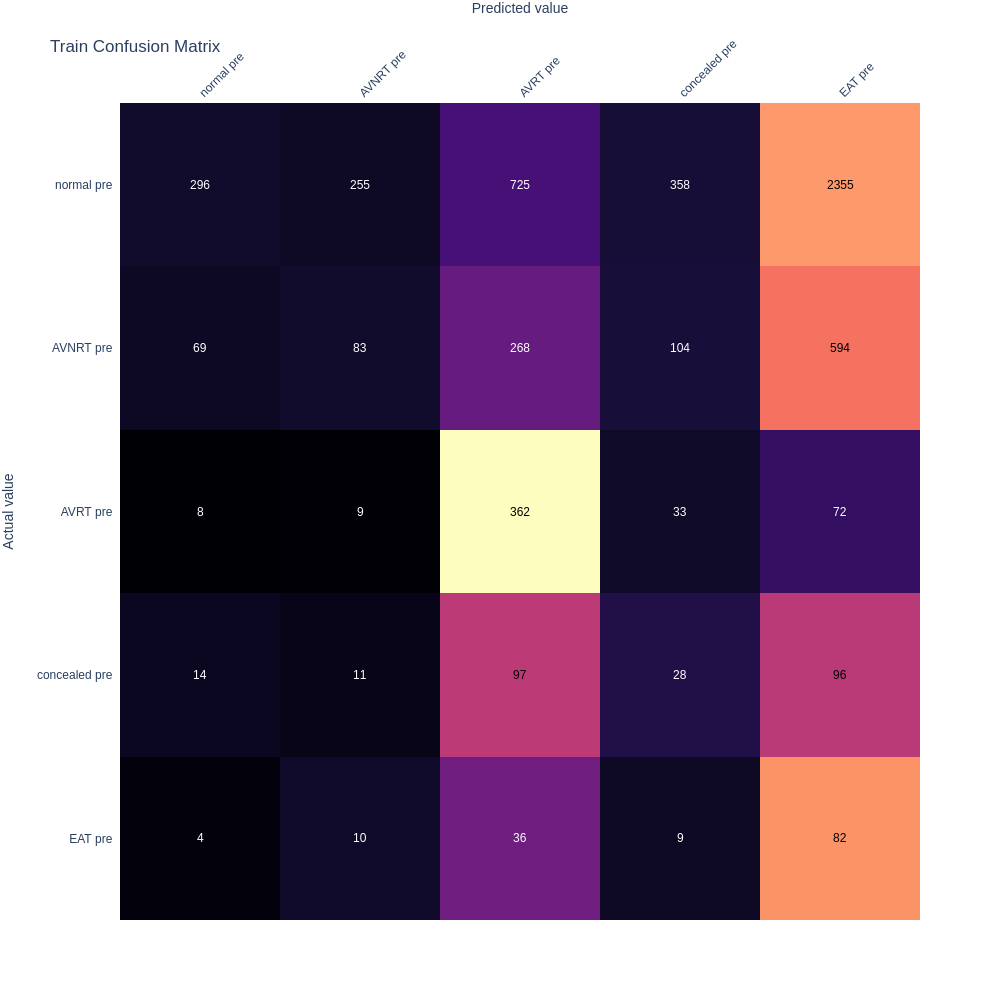 Predicted value
Train Confusion Matrix
normal pre
AVNRT pre
AVRT pre
concealed pre
EAT pre
normal pre 296 255 725 358 2355
AVNRT pre 69 83 268 104 594
AVRT pre 8 9 362 33 72
concealed pre 14 11 97 28 96
EAT pre 4 10 36 9 82
Actual value